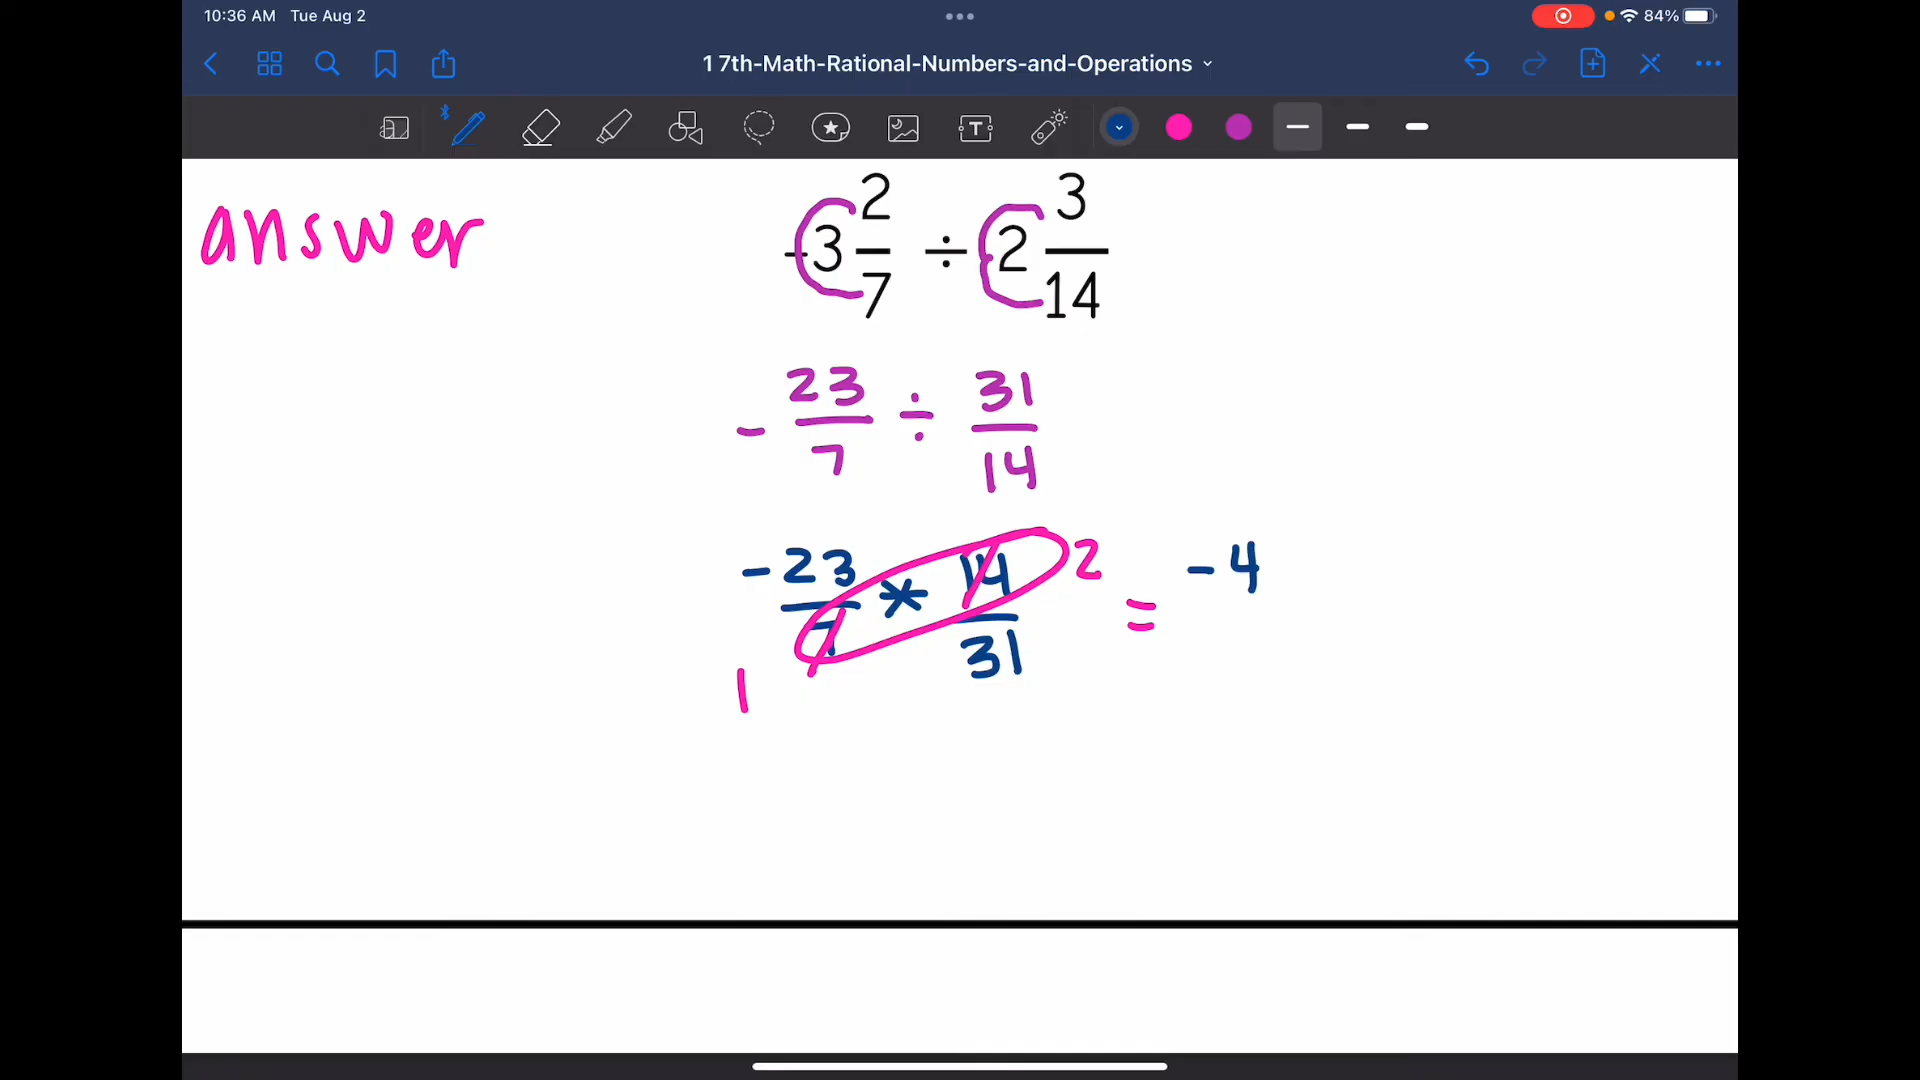 10:36 AM Tue Aug 2
84%
1 7th-Math-Rational-Numbers-and-Operations
T
answer
-3 2/7 ÷ 2 3/14
- 23/7 ÷ 31/14
-23/7 * 14/31 = -4
2
1